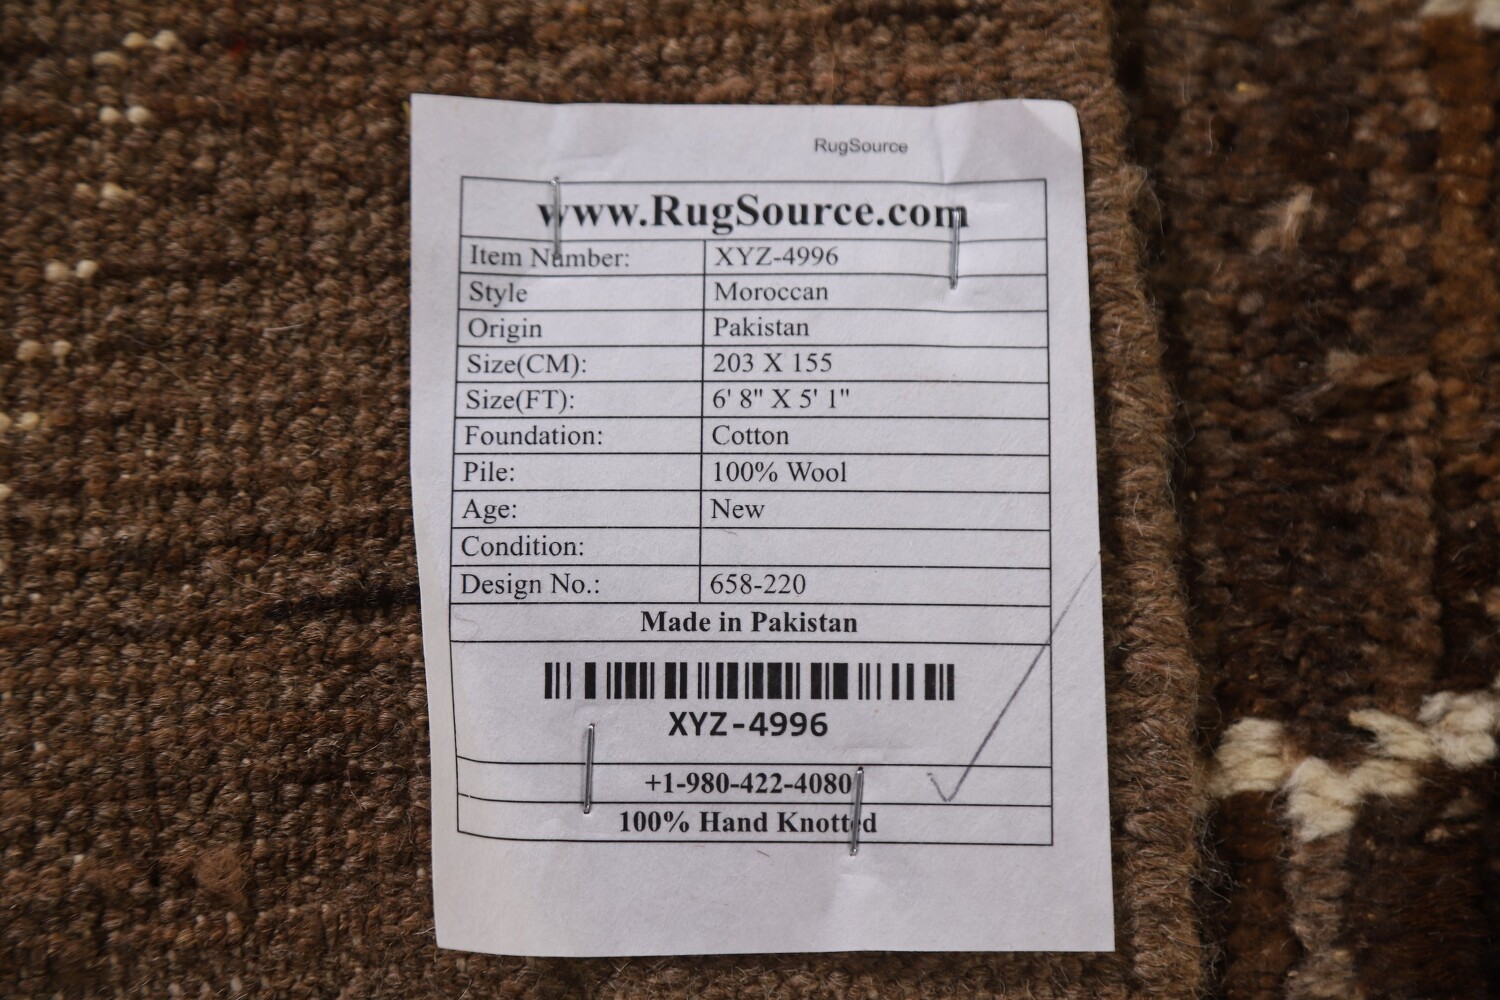 RugSource
www.RugSource.com
Item Number: XYZ-4996
Style Moroccan
Origin Pakistan
Size(CM): 203 X 155
Size(FT): 6' 8" X 5' 1"
Foundation: Cotton
Pile: 100% Wool
Age: New
Condition:
Design No.: 658-220
Made in Pakistan
XYZ-4996
+1-980-422-4080
100% Hand Knotted